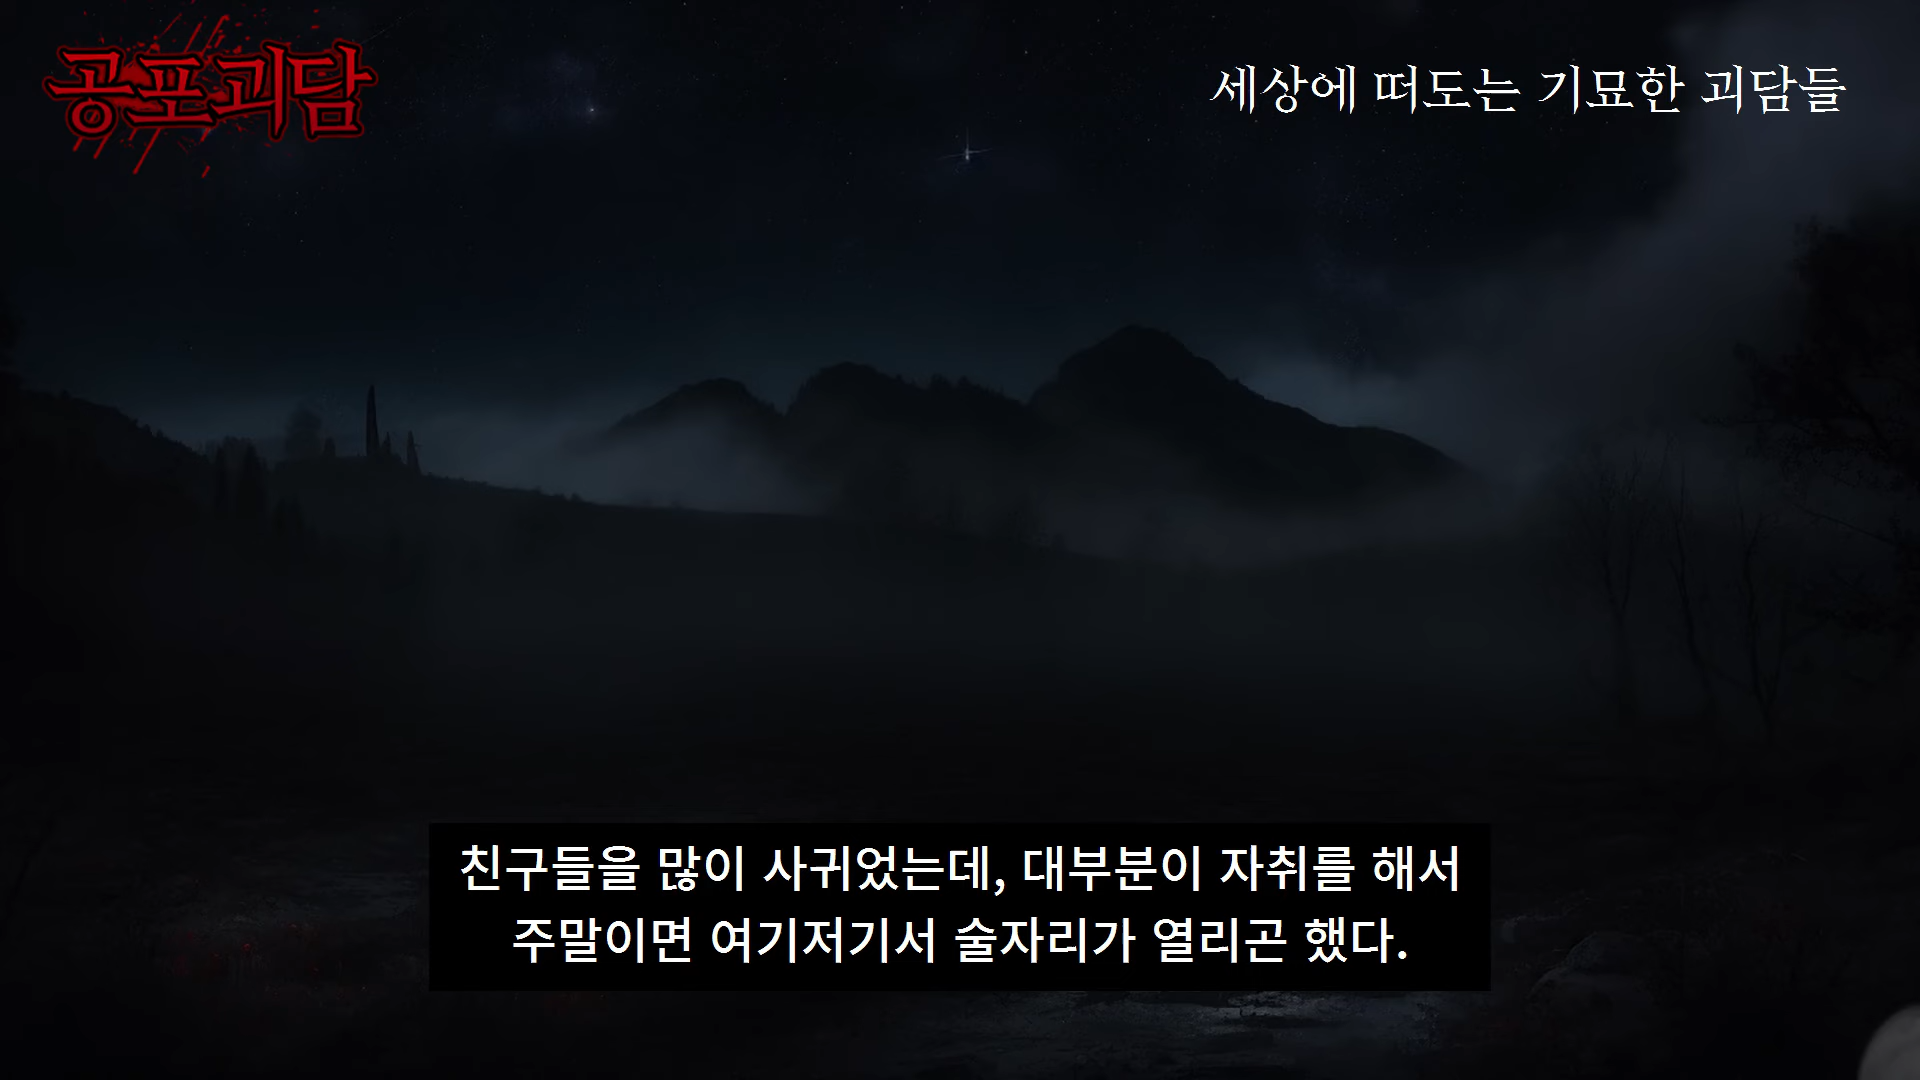 공포괴담
세상에 떠도는 기묘한 괴담들
친구들을 많이 사귀었는데, 대부분이 자취를 해서
주말이면 여기저기서 술자리가 열리곤 했다.